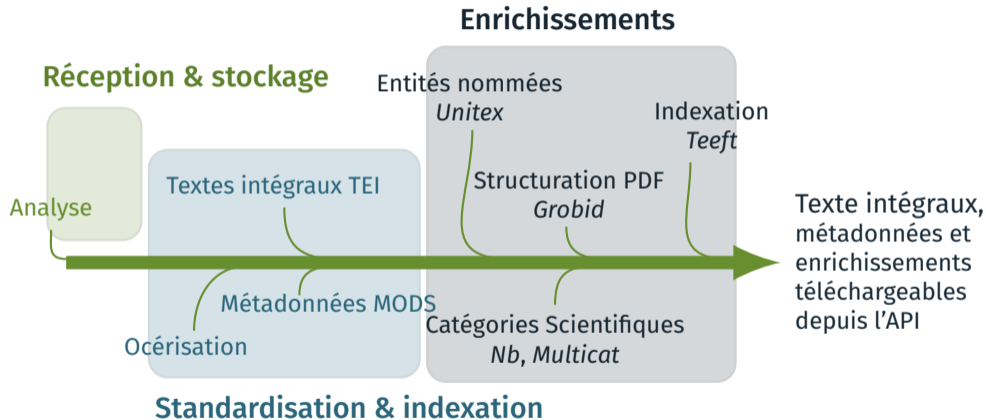 Enrichissements
Réception & stockage
Entités nommées
Unitex
Indexation
Teeft
Textes intégraux TEI
Structuration PDF
Grobid
Analyse
Texte intégraux,
métadonnées et
enrichissements
téléchargeables
depuis l'API
Métadonnées MODS
Catégories Scientifiques
Nb, Multicat
Océrisation
Standardisation & indexation